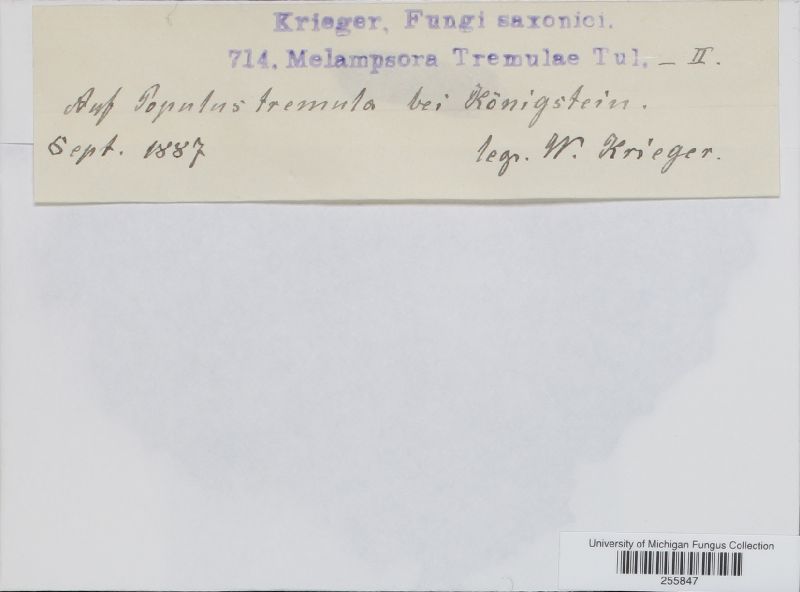 Krieger, Fungi saxonici.
714. Melampsora Tremulae Tul. — II.
Auf Populus tremula bei Königstein.
Sept. 1887
leg. W. Krieger.
University of Michigan Fungus Collection
255847